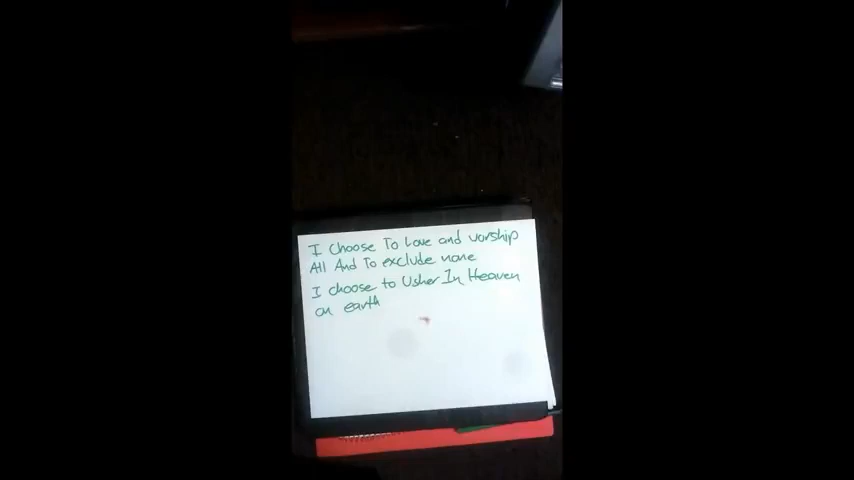 I choose To Love and worship
All And To exclude none
I choose to Usher In Heaven
on earth